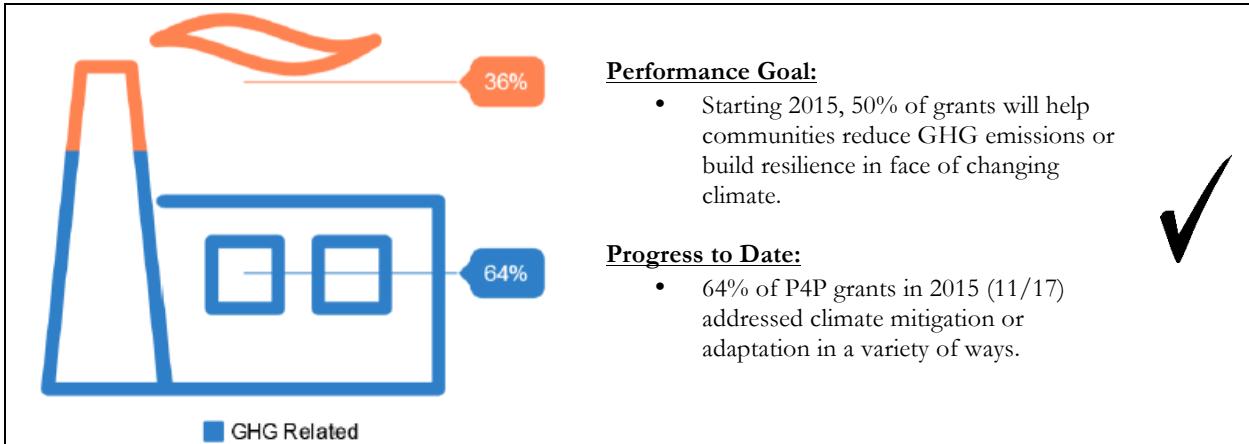 36%
64%
GHG Related
Performance Goal:
• Starting 2015, 50% of grants will help
communities reduce GHG emissions or
build resilience in face of changing
climate.
Progress to Date:
• 64% of P4P grants in 2015 (11/17)
addressed climate mitigation or
adaptation in a variety of ways.